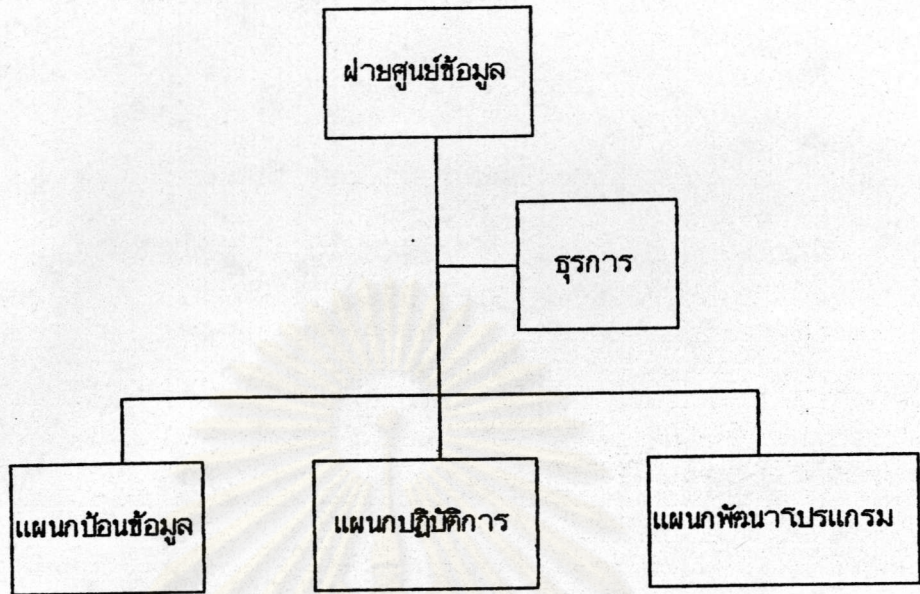 ฝ่ายศูนย์ข้อมูล
ธุรการ
แผนกป้อนข้อมูล
แผนกปฏิบัติการ
แผนกพัฒนาโปรแกรม